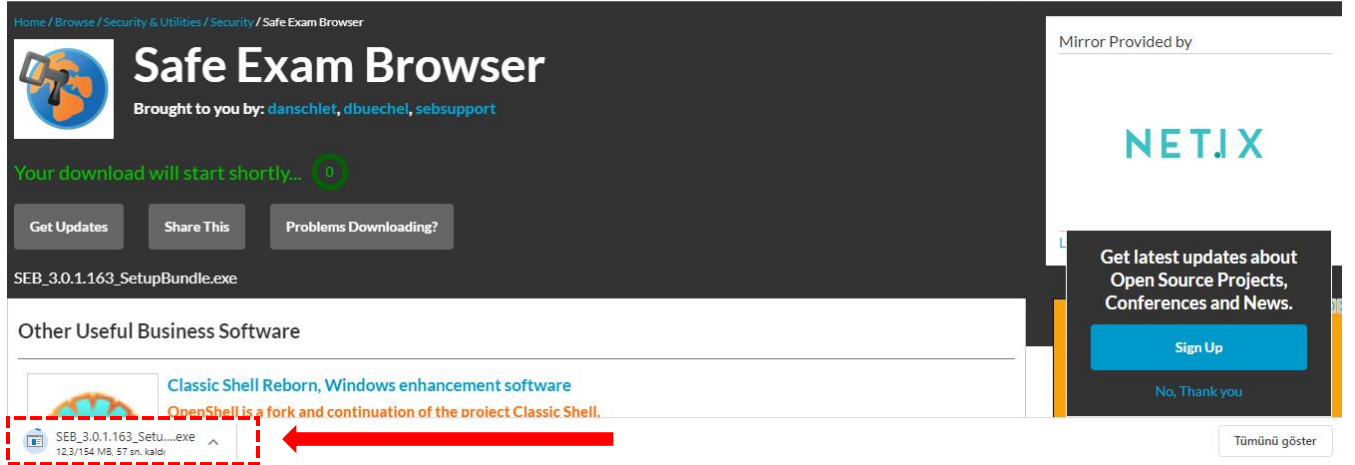 Home / Browse / Security & Utilities / Security / Safe Exam Browser
Safe Exam Browser
Brought to you by: danschlet, dbuechel, sebsupport
Your download will start shortly... 0
Get Updates
Share This
Problems Downloading?
SEB_3.0.1.163_SetupBundle.exe
Mirror Provided by
NETIX
L
Get latest updates about
Open Source Projects,
Conferences and News.
Sign Up
No, Thank you
Other Useful Business Software
Classic Shell Reborn, Windows enhancement software
OpenShell is a fork and continuation of the project Classic Shell.
SEB_3.0.1.163_Setu....exe
12,3/154 MB, 57 sn. kaldı
Tümünü göster